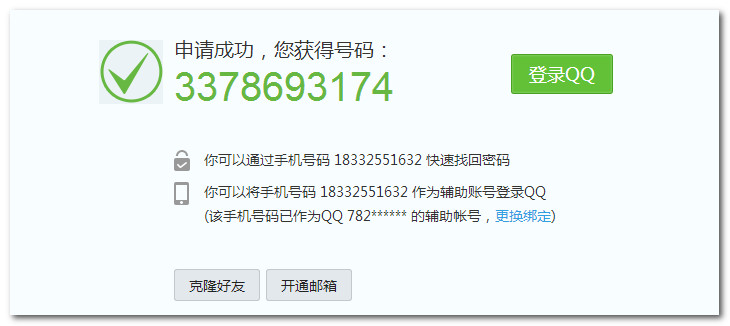 申请成功，您获得号码：
3378693174
登录QQ
你可以通过手机号码 18332551632 快速找回密码
你可以将手机号码 18332551632 作为辅助账号登录QQ
(该手机号码已作为QQ 782****** 的辅助帐号，更换绑定)
克隆好友
开通邮箱